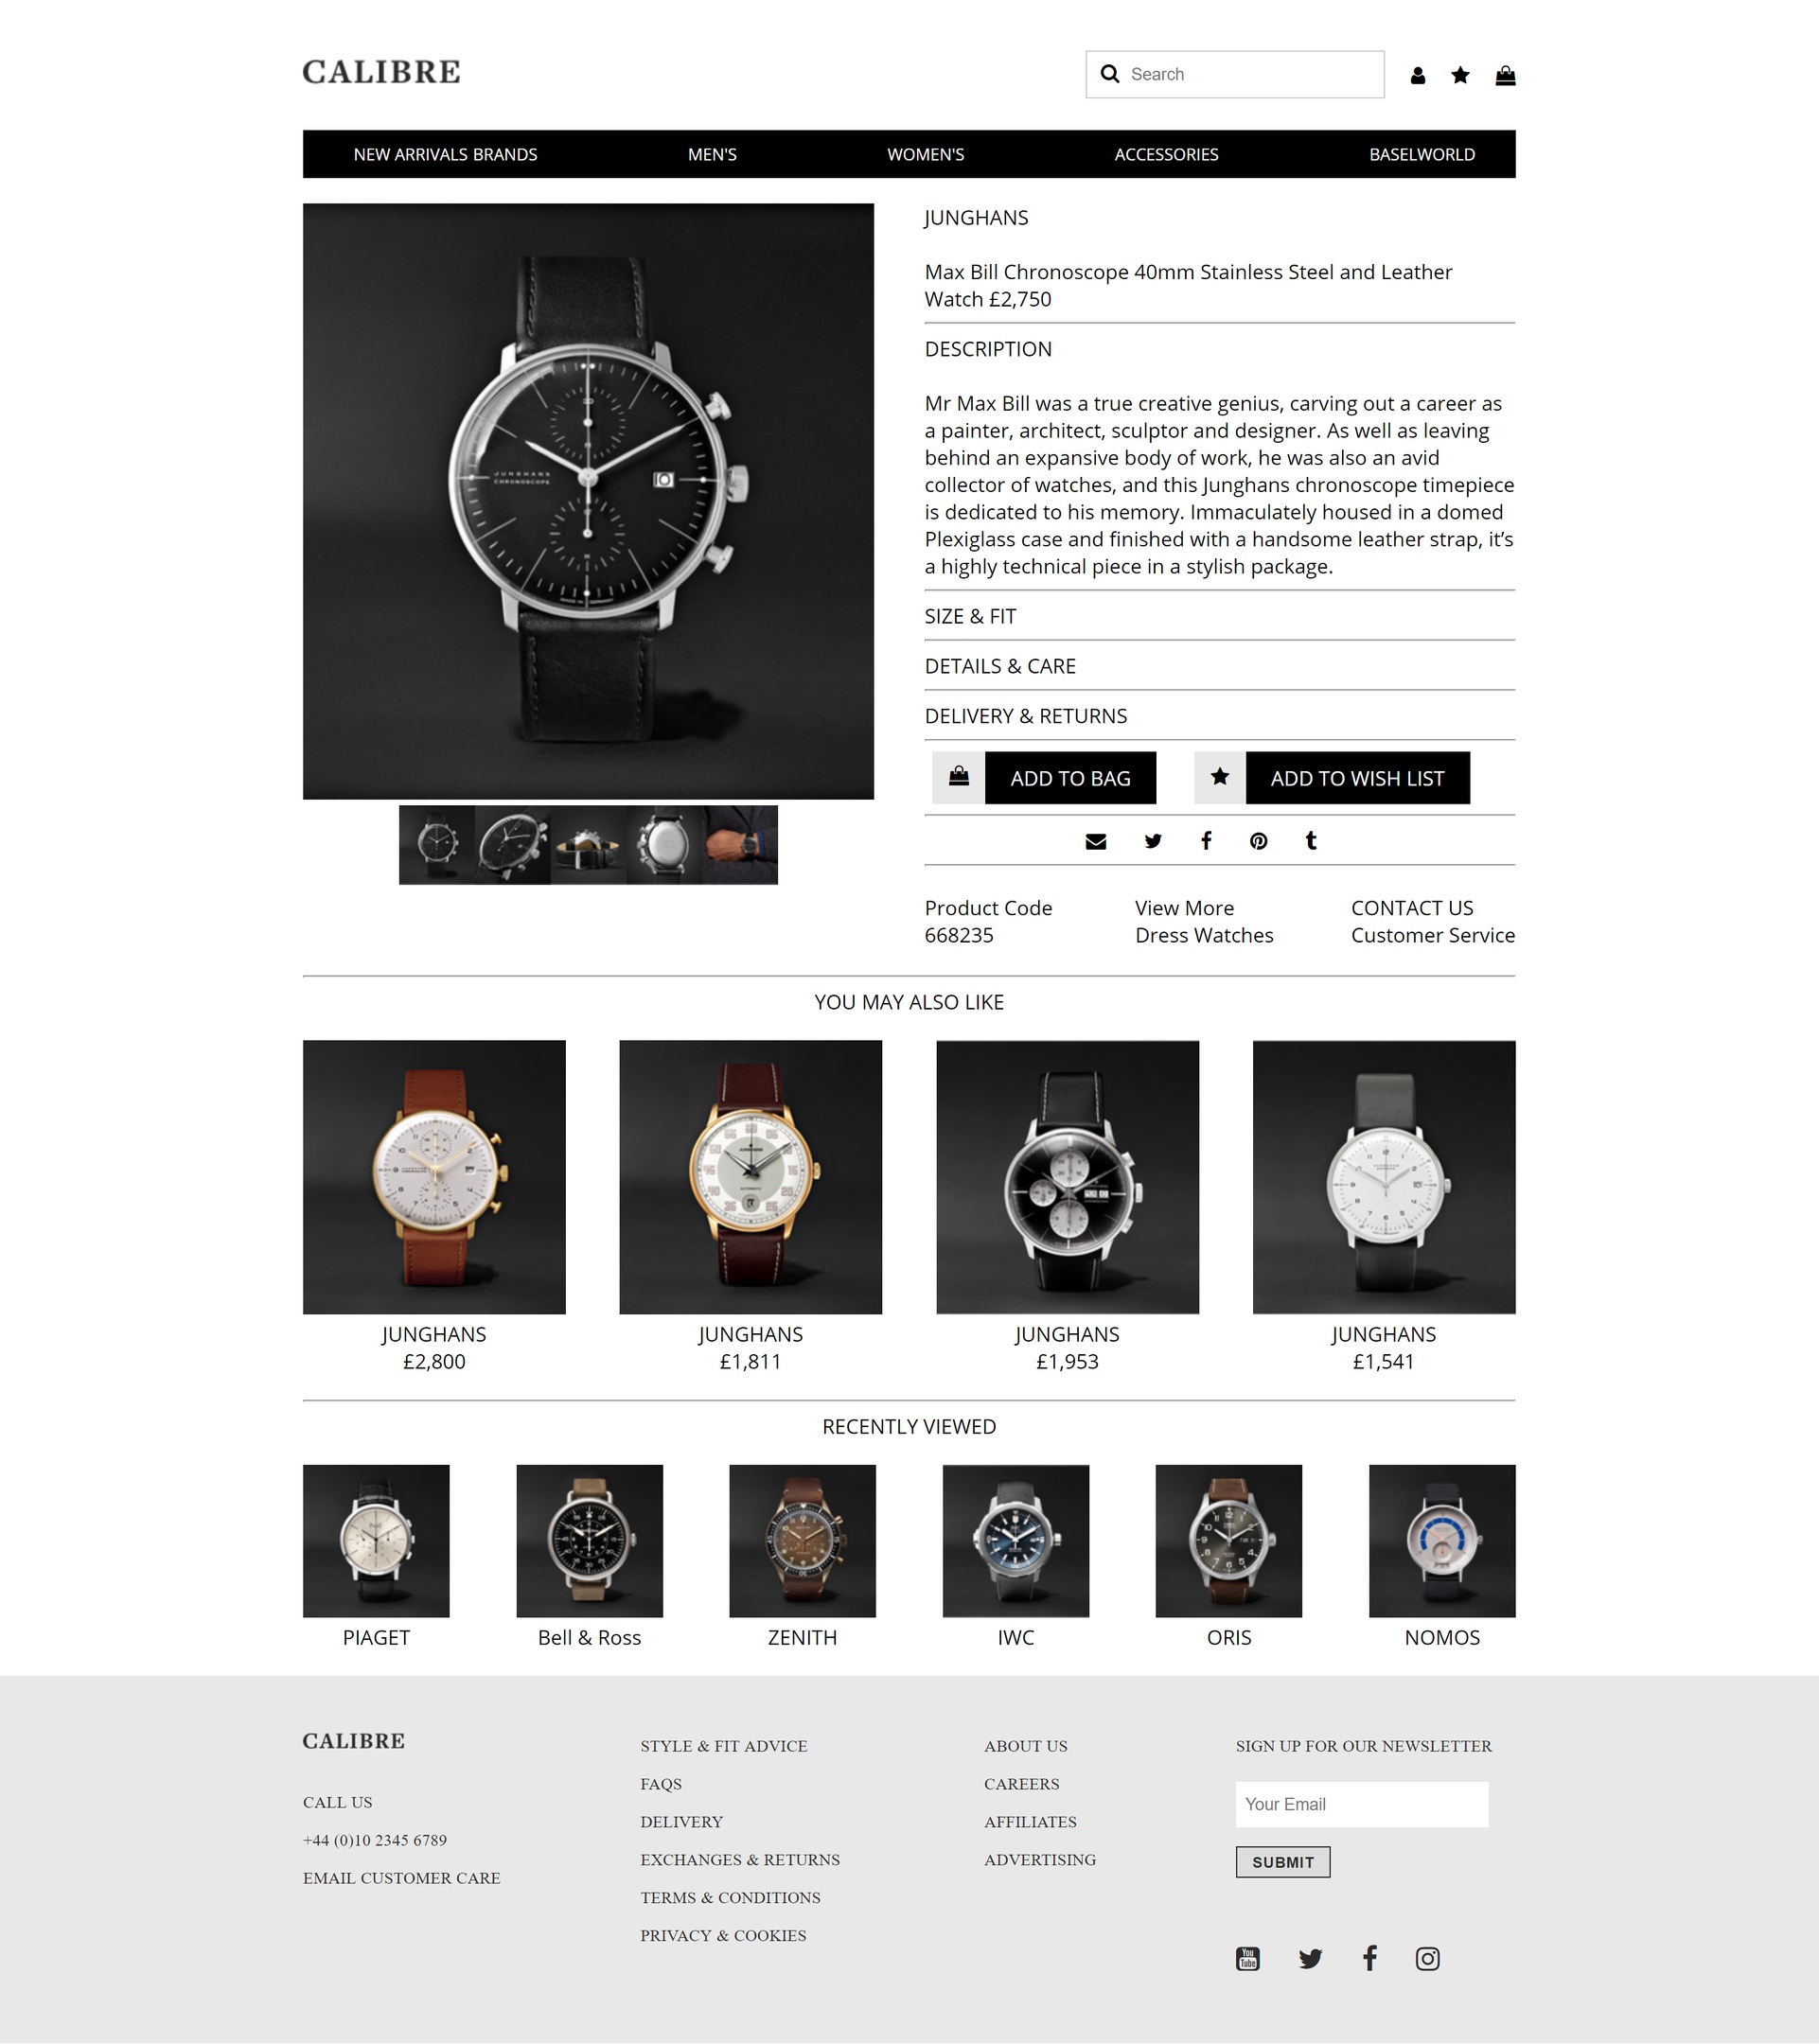 CALIBRE
Search
NEW ARRIVALS BRANDS
MEN'S
WOMEN'S
ACCESSORIES
BASELWORLD
JUNGHANS
CHRONOSCOPE
JUNGHANS
Max Bill Chronoscope 40mm Stainless Steel and Leather
Watch £2,750
DESCRIPTION
Mr Max Bill was a true creative genius, carving out a career as
a painter, architect, sculptor and designer. As well as leaving
behind an expansive body of work, he was also an avid
collector of watches, and this Junghans chronoscope timepiece
is dedicated to his memory. Immaculately housed in a domed
Plexiglass case and finished with a handsome leather strap, it’s
a highly technical piece in a stylish package.
SIZE & FIT
DETAILS & CARE
DELIVERY & RETURNS
ADD TO BAG
ADD TO WISH LIST
Product Code
668235
View More
Dress Watches
CONTACT US
Customer Service
YOU MAY ALSO LIKE
JUNGHANS
£2,800
JUNGHANS
£1,811
JUNGHANS
£1,953
JUNGHANS
£1,541
RECENTLY VIEWED
PIAGET
Bell & Ross
ZENITH
IWC
ORIS
NOMOS
CALIBRE
CALL US
+44 (0)10 2345 6789
EMAIL CUSTOMER CARE
STYLE & FIT ADVICE
FAQS
DELIVERY
EXCHANGES & RETURNS
TERMS & CONDITIONS
PRIVACY & COOKIES
ABOUT US
CAREERS
AFFILIATES
ADVERTISING
SIGN UP FOR OUR NEWSLETTER
Your Email
SUBMIT
You
Tube